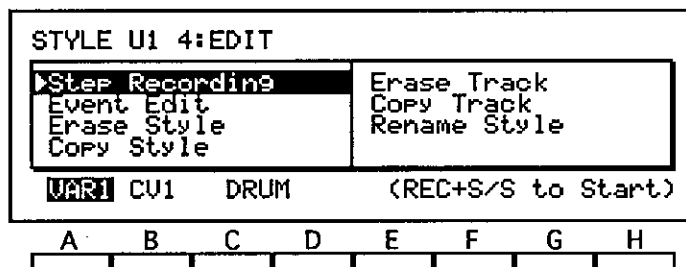 STYLE U1 4:EDIT
▶Step Recording
Event Edit
Erase Style
Copy Style
Erase Track
Copy Track
Rename Style
VAR1 CV1 DRUM (REC+S/S to Start)
A B C D E F G H